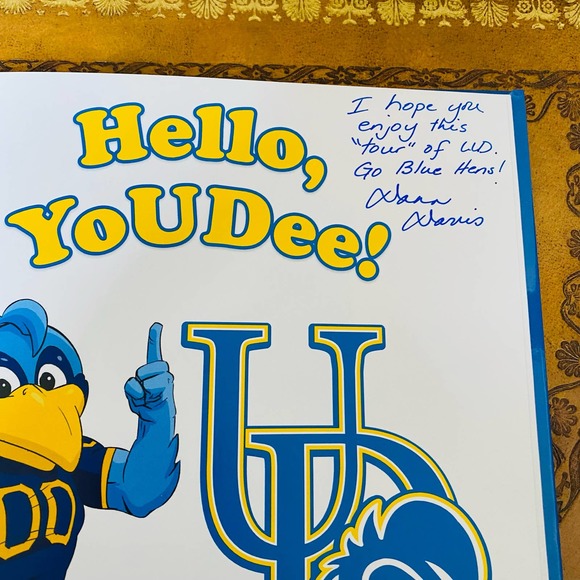 I hope you
enjoy this
"tour" of UD.
Go Blue Hens!
Hello,
YoUDee!
UD